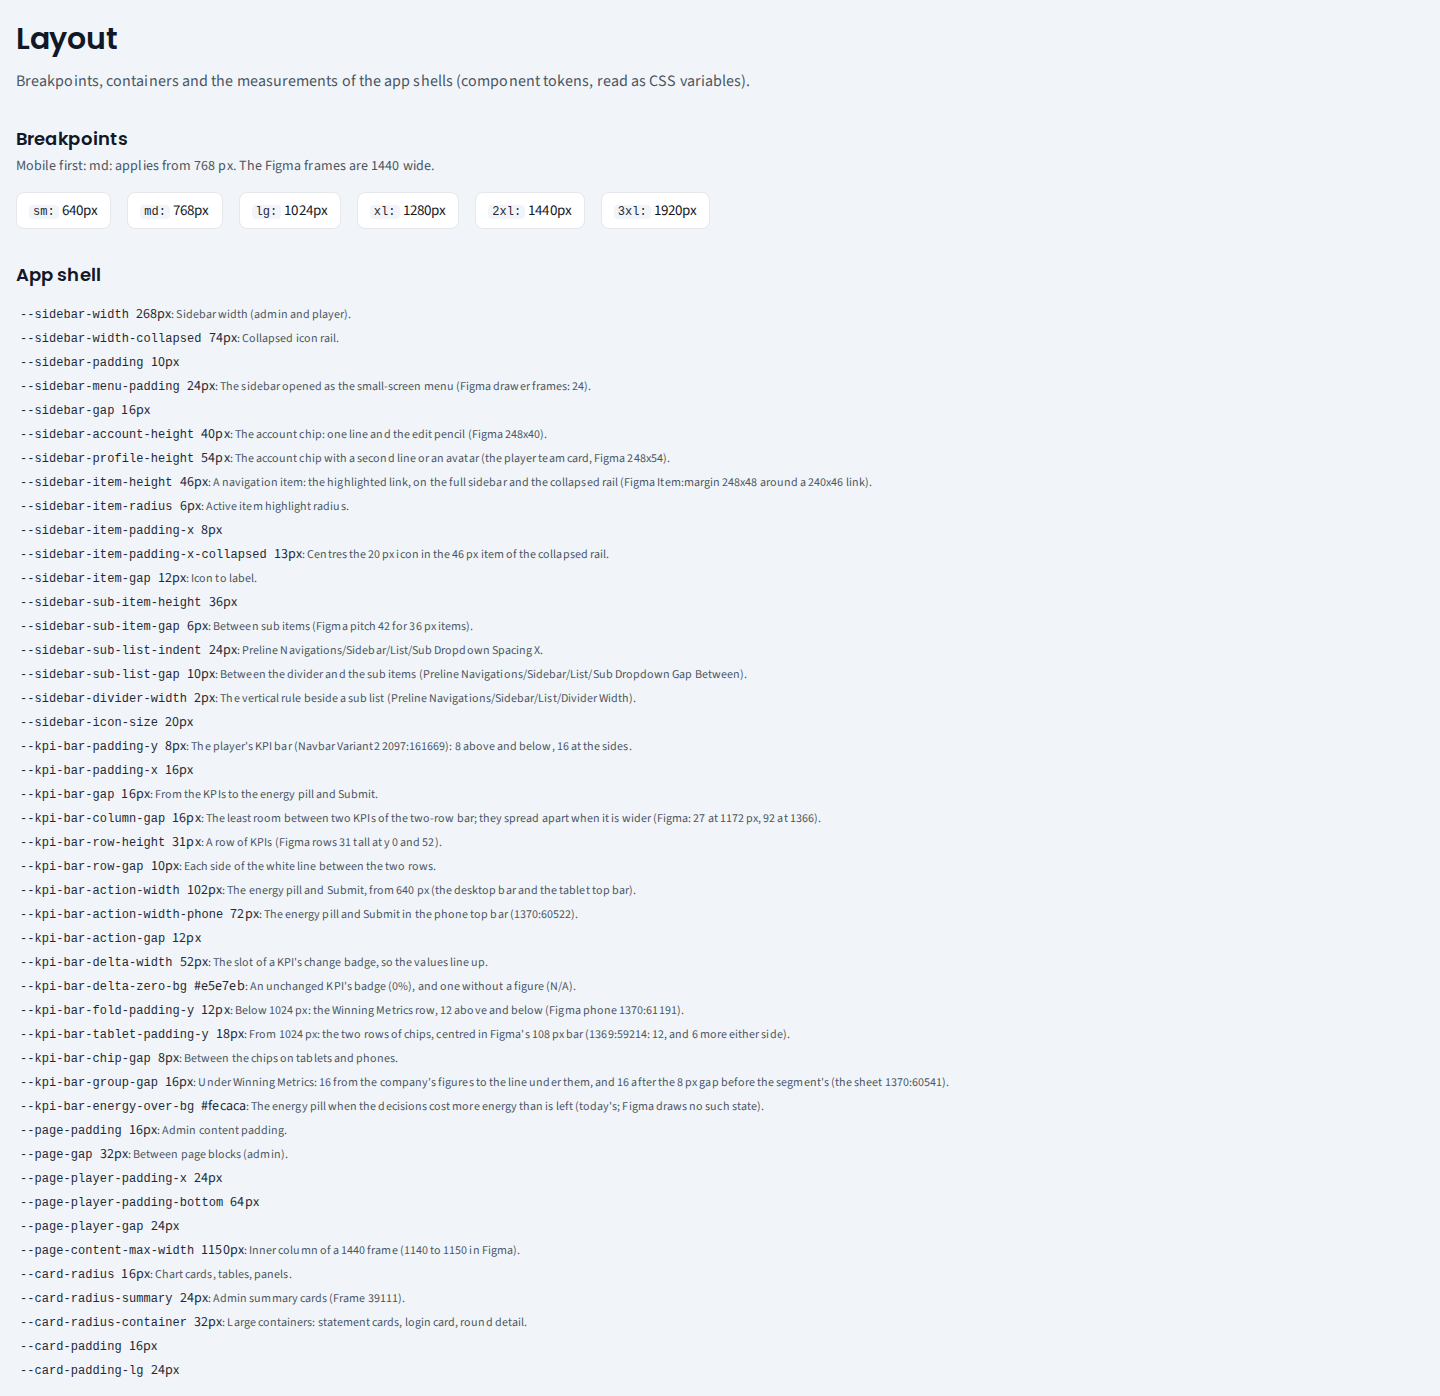 Layout
Breakpoints, containers and the measurements of the app shells (component tokens, read as CSS variables).
Breakpoints
Mobile first: md: applies from 768 px. The Figma frames are 1440 wide.
sm: 640px md: 768px lg: 1024px xl: 1280px 2xl: 1440px 3xl: 1920px
App shell
--sidebar-width 268px: Sidebar width (admin and player).
--sidebar-width-collapsed 74px: Collapsed icon rail.
--sidebar-padding 10px
--sidebar-menu-padding 24px: The sidebar opened as the small-screen menu (Figma drawer frames: 24).
--sidebar-gap 16px
--sidebar-account-height 40px: The account chip: one line and the edit pencil (Figma 248x40).
--sidebar-profile-height 54px: The account chip with a second line or an avatar (the player team card, Figma 248x54).
--sidebar-item-height 46px: A navigation item: the highlighted link, on the full sidebar and the collapsed rail (Figma Item:margin 248x48 around a 240x46 link).
--sidebar-item-radius 6px: Active item highlight radius.
--sidebar-item-padding-x 8px
--sidebar-item-padding-x-collapsed 13px: Centres the 20 px icon in the 46 px item of the collapsed rail.
--sidebar-item-gap 12px: Icon to label.
--sidebar-sub-item-height 36px
--sidebar-sub-item-gap 6px: Between sub items (Figma pitch 42 for 36 px items).
--sidebar-sub-list-indent 24px: Preline Navigations/Sidebar/List/Sub Dropdown Spacing X.
--sidebar-sub-list-gap 10px: Between the divider and the sub items (Preline Navigations/Sidebar/List/Sub Dropdown Gap Between).
--sidebar-divider-width 2px: The vertical rule beside a sub list (Preline Navigations/Sidebar/List/Divider Width).
--sidebar-icon-size 20px
--kpi-bar-padding-y 8px: The player's KPI bar (Navbar Variant2 2097:161669): 8 above and below, 16 at the sides.
--kpi-bar-padding-x 16px
--kpi-bar-gap 16px: From the KPIs to the energy pill and Submit.
--kpi-bar-column-gap 16px: The least room between two KPIs of the two-row bar; they spread apart when it is wider (Figma: 27 at 1172 px, 92 at 1366).
--kpi-bar-row-height 31px: A row of KPIs (Figma rows 31 tall at y 0 and 52).
--kpi-bar-row-gap 10px: Each side of the white line between the two rows.
--kpi-bar-action-width 102px: The energy pill and Submit, from 640 px (the desktop bar and the tablet top bar).
--kpi-bar-action-width-phone 72px: The energy pill and Submit in the phone top bar (1370:60522).
--kpi-bar-action-gap 12px
--kpi-bar-delta-width 52px: The slot of a KPI's change badge, so the values line up.
--kpi-bar-delta-zero-bg #e5e7eb: An unchanged KPI's badge (0%), and one without a figure (N/A).
--kpi-bar-fold-padding-y 12px: Below 1024 px: the Winning Metrics row, 12 above and below (Figma phone 1370:61191).
--kpi-bar-tablet-padding-y 18px: From 1024 px: the two rows of chips, centred in Figma's 108 px bar (1369:59214: 12, and 6 more either side).
--kpi-bar-chip-gap 8px: Between the chips on tablets and phones.
--kpi-bar-group-gap 16px: Under Winning Metrics: 16 from the company's figures to the line under them, and 16 after the 8 px gap before the segment's (the sheet 1370:60541).
--kpi-bar-energy-over-bg #fecaca: The energy pill when the decisions cost more energy than is left (today's; Figma draws no such state).
--page-padding 16px: Admin content padding.
--page-gap 32px: Between page blocks (admin).
--page-player-padding-x 24px
--page-player-padding-bottom 64px
--page-player-gap 24px
--page-content-max-width 1150px: Inner column of a 1440 frame (1140 to 1150 in Figma).
--card-radius 16px: Chart cards, tables, panels.
--card-radius-summary 24px: Admin summary cards (Frame 39111).
--card-radius-container 32px: Large containers: statement cards, login card, round detail.
--card-padding 16px
--card-padding-lg 24px